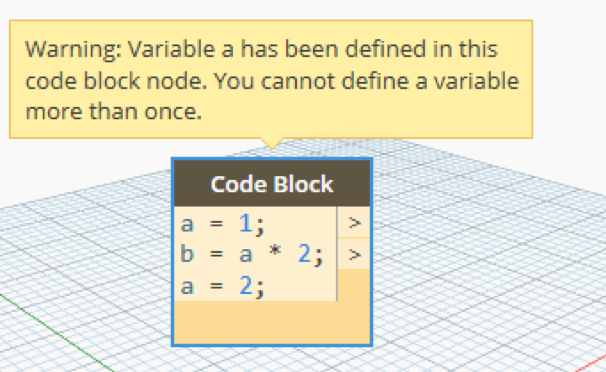 Warning: Variable a has been defined in this
code block node. You cannot define a variable
more than once.
Code Block
a = 1; >
b = a * 2; >
a = 2;